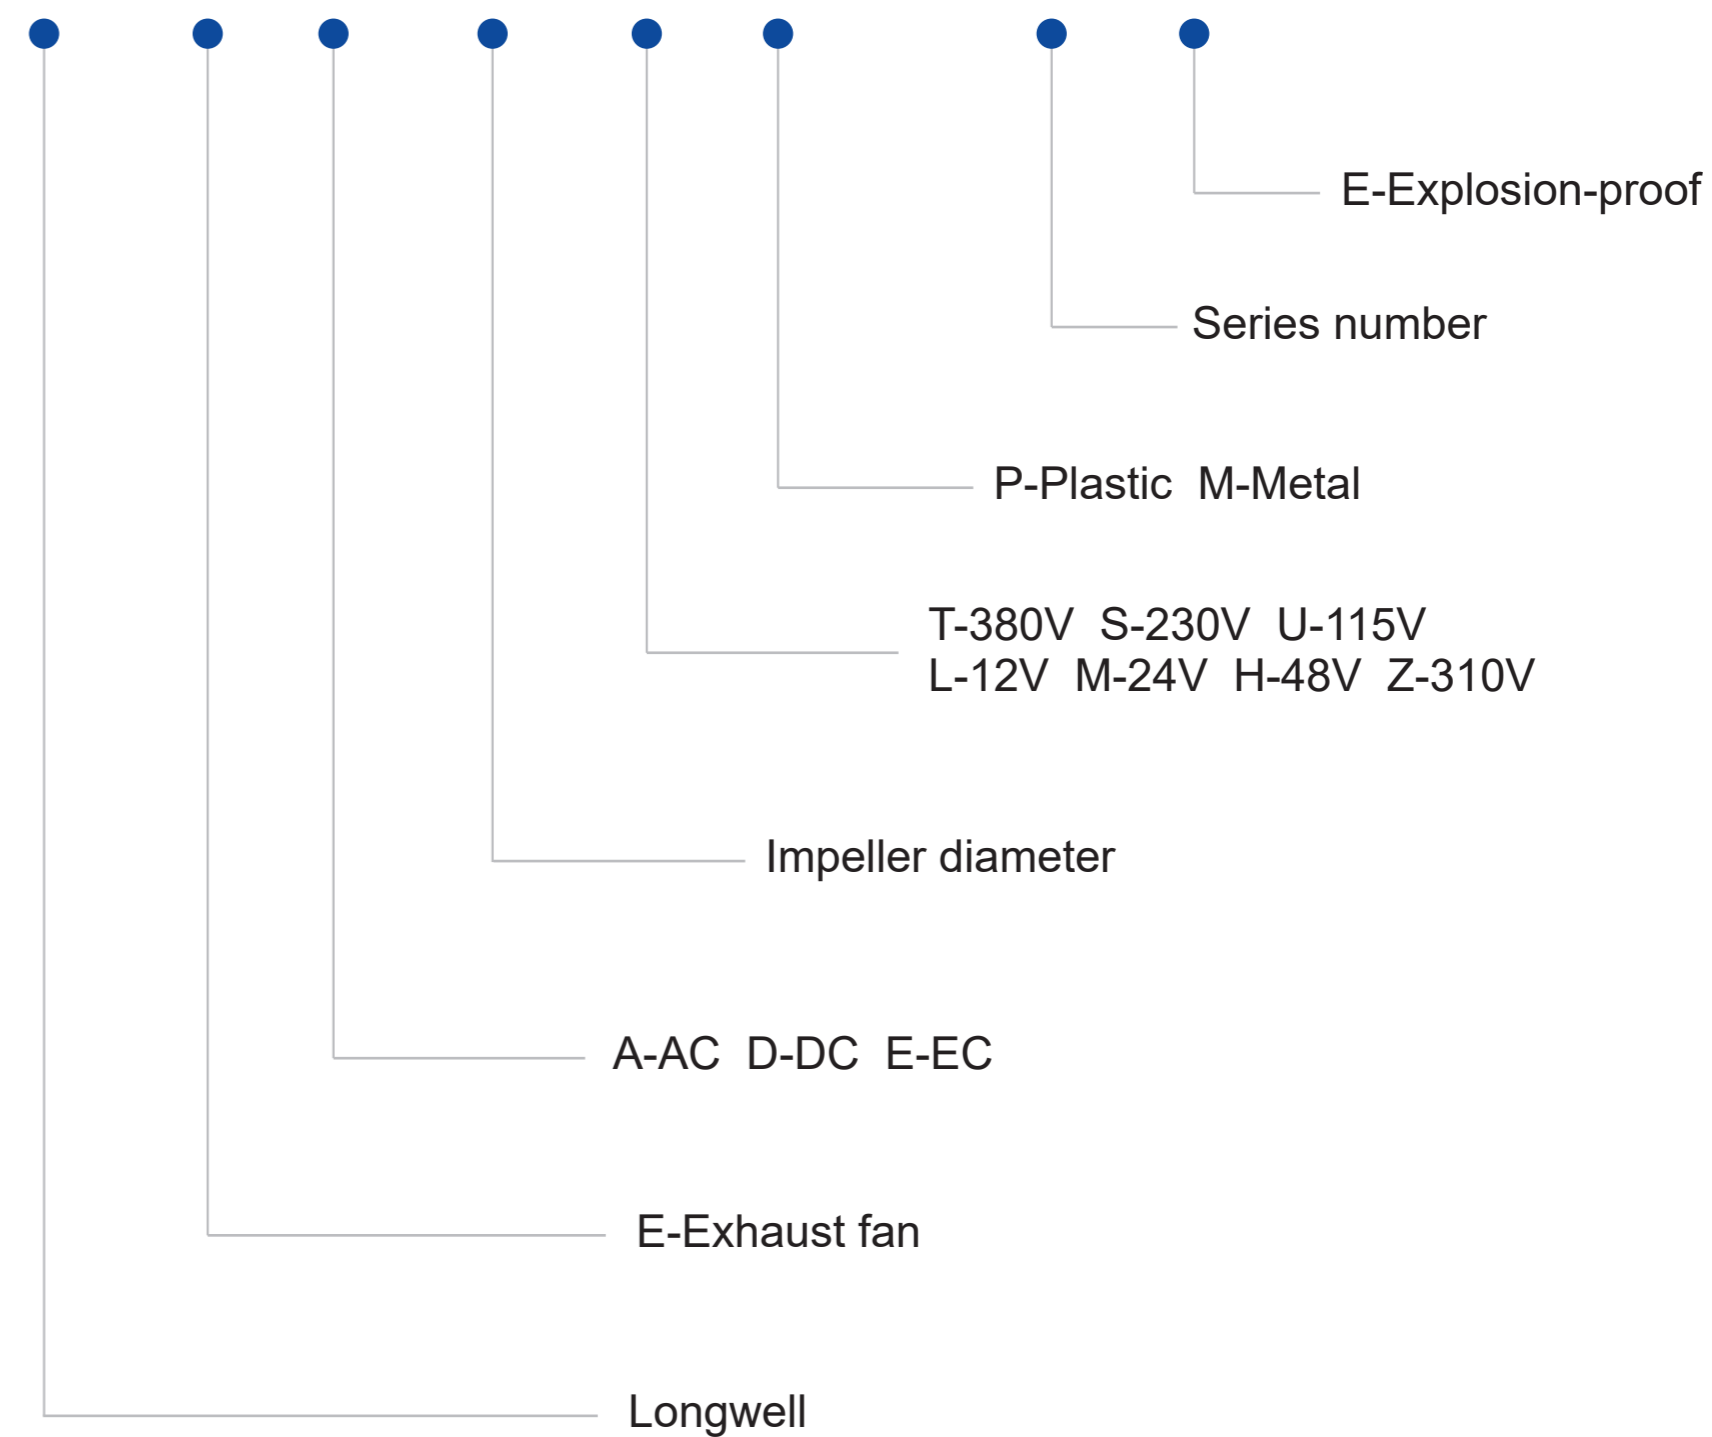 E-Explosion-proof
Series number
P-Plastic M-Metal
T-380V S-230V U-115V
L-12V M-24V H-48V Z-310V
Impeller diameter
A-AC D-DC E-EC
E-Exhaust fan
Longwell